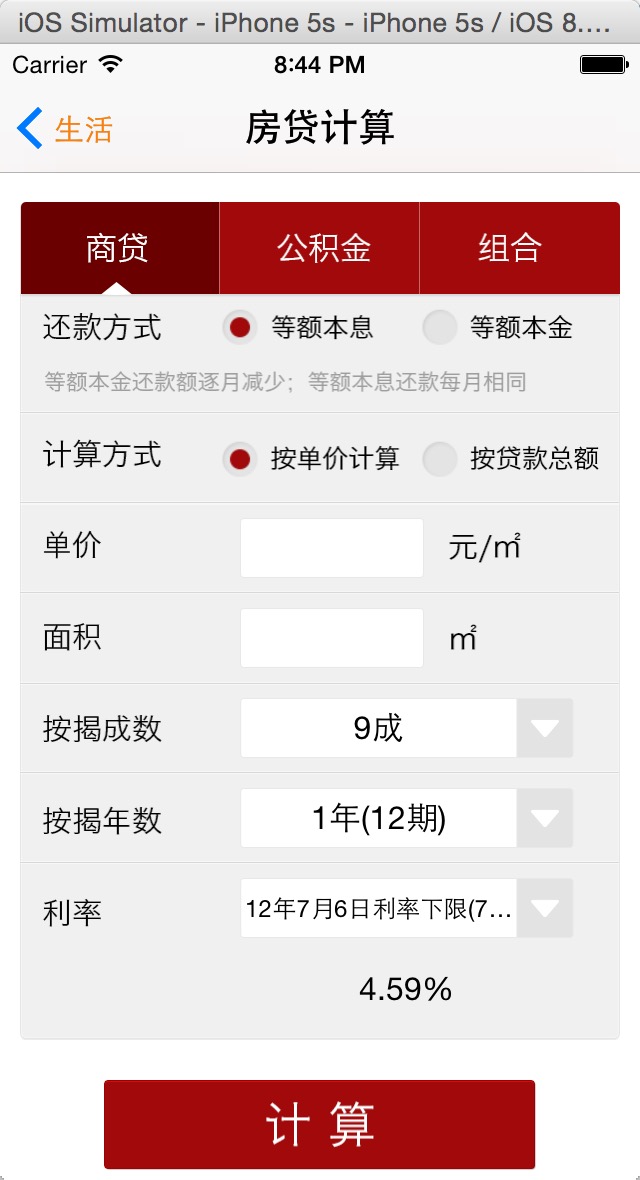 iOS Simulator - iPhone 5s - iPhone 5s / iOS 8....
Carrier 8:44 PM
生活 房贷计算
商贷 公积金 组合
还款方式 等额本息 等额本金
等额本金还款额逐月减少；等额本息还款每月相同
计算方式 按单价计算 按贷款总额
单价 元/㎡
面积 ㎡
按揭成数 9成
按揭年数 1年(12期)
利率 12年7月6日利率下限(7...
4.59%
计 算